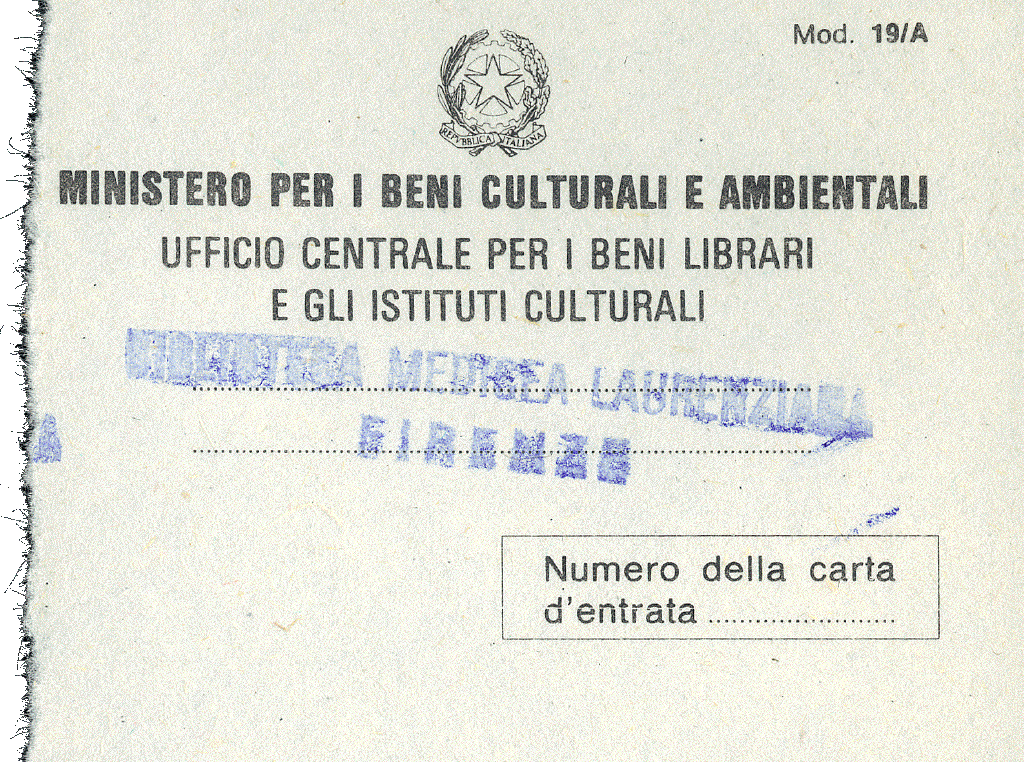 Mod. 19/A
REPVBBLICA ITALIANA
MINISTERO PER I BENI CULTURALI E AMBIENTALI
UFFICIO CENTRALE PER I BENI LIBRARI
E GLI ISTITUTI CULTURALI
BIBLIOTECA MEDICEA LAURENZIANA
A
FIRENZE
Numero della carta
d'entrata ........................